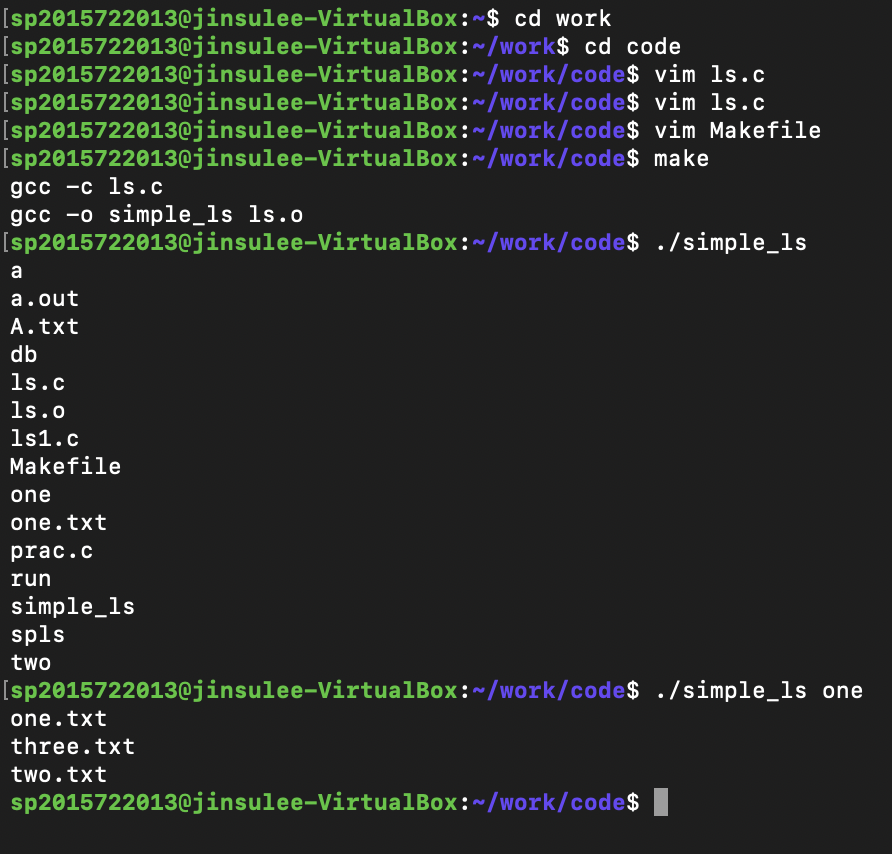 [sp2015722013@jinsulee-VirtualBox:~$ cd work
[sp2015722013@jinsulee-VirtualBox:~/work$ cd code
[sp2015722013@jinsulee-VirtualBox:~/work/code$ vim ls.c
[sp2015722013@jinsulee-VirtualBox:~/work/code$ vim ls.c
[sp2015722013@jinsulee-VirtualBox:~/work/code$ vim Makefile
[sp2015722013@jinsulee-VirtualBox:~/work/code$ make
gcc -c ls.c
gcc -o simple_ls ls.o
[sp2015722013@jinsulee-VirtualBox:~/work/code$ ./simple_ls
a
a.out
A.txt
db
ls.c
ls.o
ls1.c
Makefile
one
one.txt
prac.c
run
simple_ls
spls
two
[sp2015722013@jinsulee-VirtualBox:~/work/code$ ./simple_ls one
one.txt
three.txt
two.txt
sp2015722013@jinsulee-VirtualBox:~/work/code$